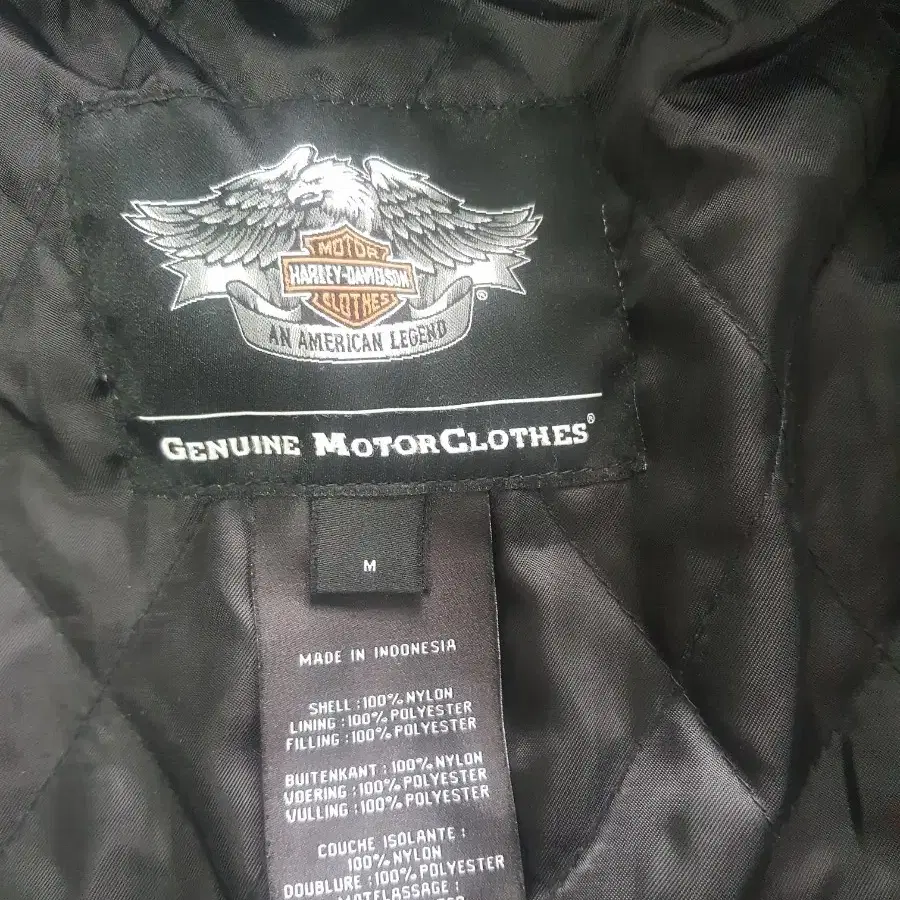 MOTOR
HARLEY-DAVIDSON
CLOTHES
®
AN AMERICAN LEGEND
GENUINE MOTORCLOTHES®
M
MADE IN INDONESIA
SHELL :100% NYLON
LINING :100% POLYESTER
FILLING :100% POLYESTER
BUITENKANT :100% NYLON
VOERING :100% POLYESTER
VULLING :100% POLYESTER
COUCHE ISOLANTE :
100% NYLON
DOUBLURE :100% POLYESTER
MATELASSAGE :